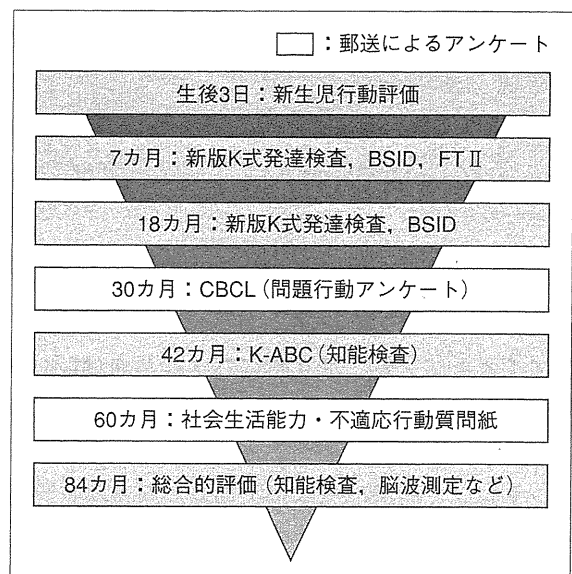 □：郵送によるアンケート
生後3日：新生児行動評価
7カ月：新版K式発達検査，BSID，FTⅡ
18カ月：新版K式発達検査，BSID
30カ月：CBCL（問題行動アンケート）
42カ月：K-ABC（知能検査）
60カ月：社会生活能力・不適応行動質問紙
84カ月：総合的評価（知能検査，脳波測定など）